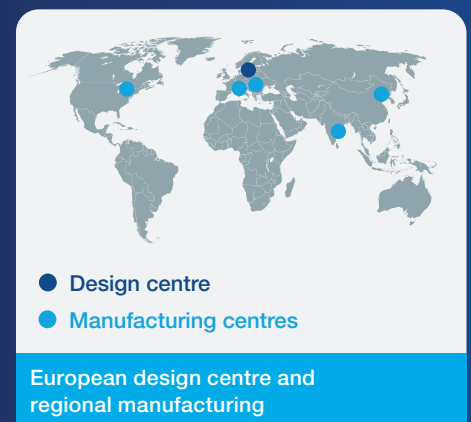 Design centre
Manufacturing centres
European design centre and
regional manufacturing